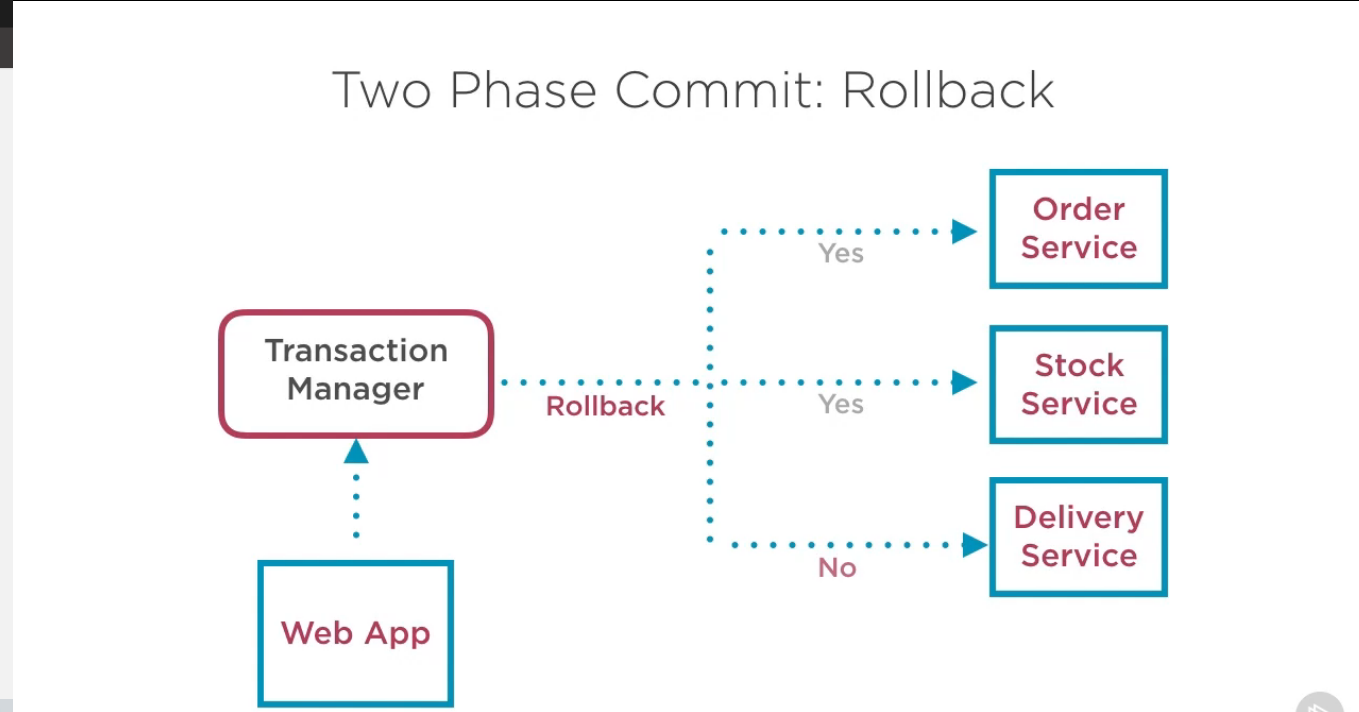 Two Phase Commit: Rollback
Order
Service
Yes
Transaction
Manager
Rollback
Stock
Service
Yes
Delivery
Service
No
Web App